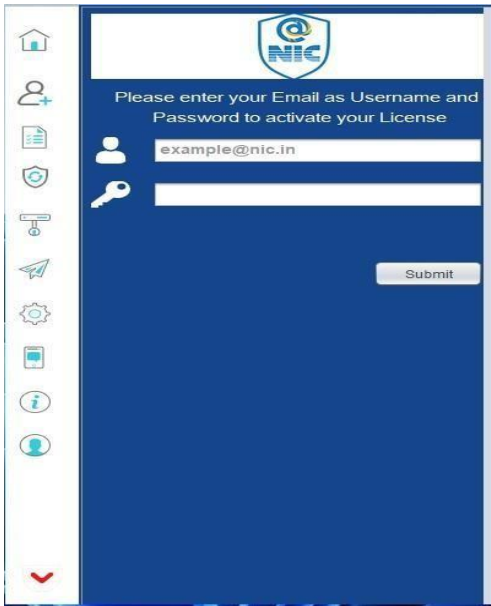 @
NIC
Please enter your Email as Username and
Password to activate your License
example@nic.in
Submit
i